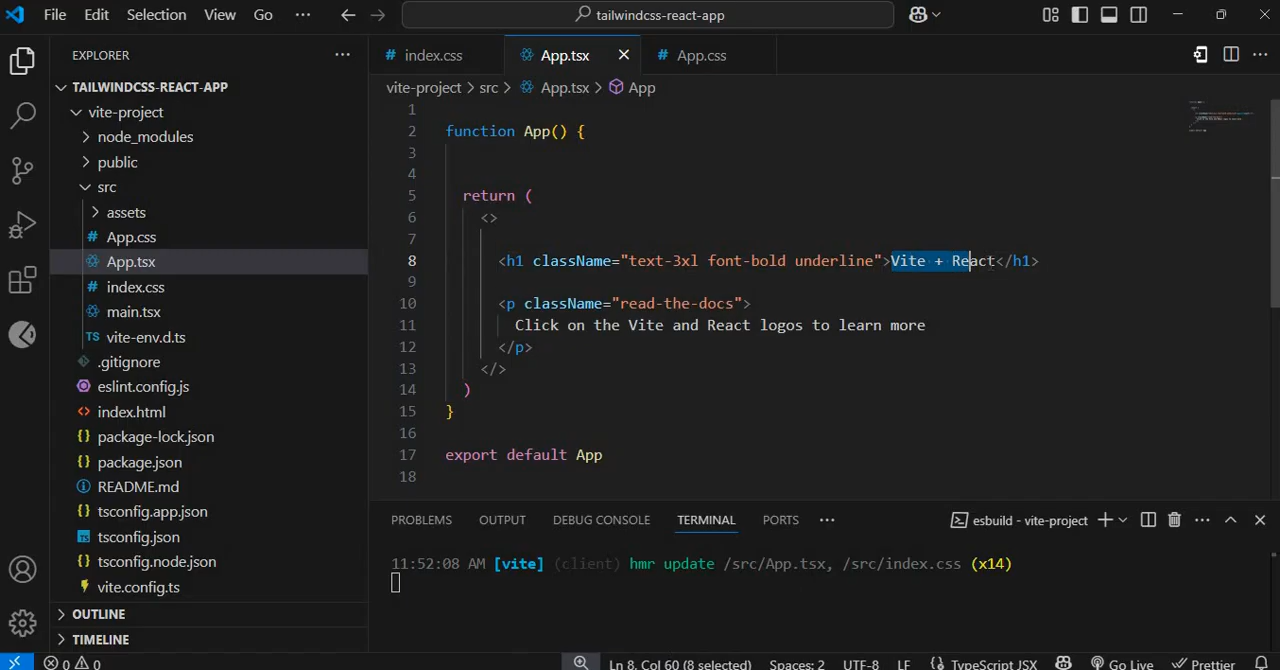 File Edit Selection View Go ··· tailwindcss-react-app
EXPLORER ···
TAILWINDCSS-REACT-APP
vite-project
node_modules
public
src
assets
# App.css
App.tsx
# index.css
main.tsx
TS vite-env.d.ts
.gitignore
eslint.config.js
<> index.html
{} package-lock.json
{} package.json
README.md
{} tsconfig.app.json
tsconfig.json
{} tsconfig.node.json
vite.config.ts
OUTLINE
TIMELINE
# index.css App.tsx # App.css
vite-project > src > App.tsx > App
1
2 function App() {
3
4
5 return (
6 <>
7
8 <h1 className="text-3xl font-bold underline">Vite + React</h1>
9
10 <p className="read-the-docs">
11 Click on the Vite and React logos to learn more
12 </p>
13 </>
14 )
15 }
16
17 export default App
18
PROBLEMS OUTPUT DEBUG CONSOLE TERMINAL PORTS ··· esbuild - vite-project
11:52:08 AM [vite] (client) hmr update /src/App.tsx, /src/index.css (x14)
0 0 Ln 8, Col 60 (8 selected) Spaces: 2 UTF-8 LF {} TypeScript JSX Go Live Prettier